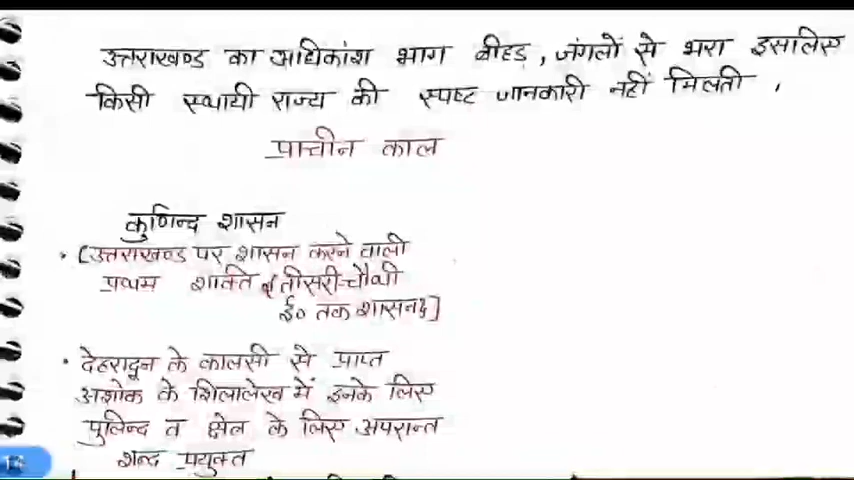 उत्तराखण्ड का अधिकांश भाग बीहड़, जंगलों से भरा इसलिए
किसी स्थायी राज्य की स्पष्ट जानकारी नहीं मिलती,
प्राचीन काल
कुणिन्द शासन
• [उत्तराखण्ड पर शासन करने वाली
प्रथम शक्ति {तीसरी-चौथी
ई० तक शासन}]
• देहरादून के कालसी से प्राप्त
अशोक के शिलालेख में इनके लिए
पुलिन्द व क्षेत्र के लिए अपरान्त
शब्द प्रयुक्त